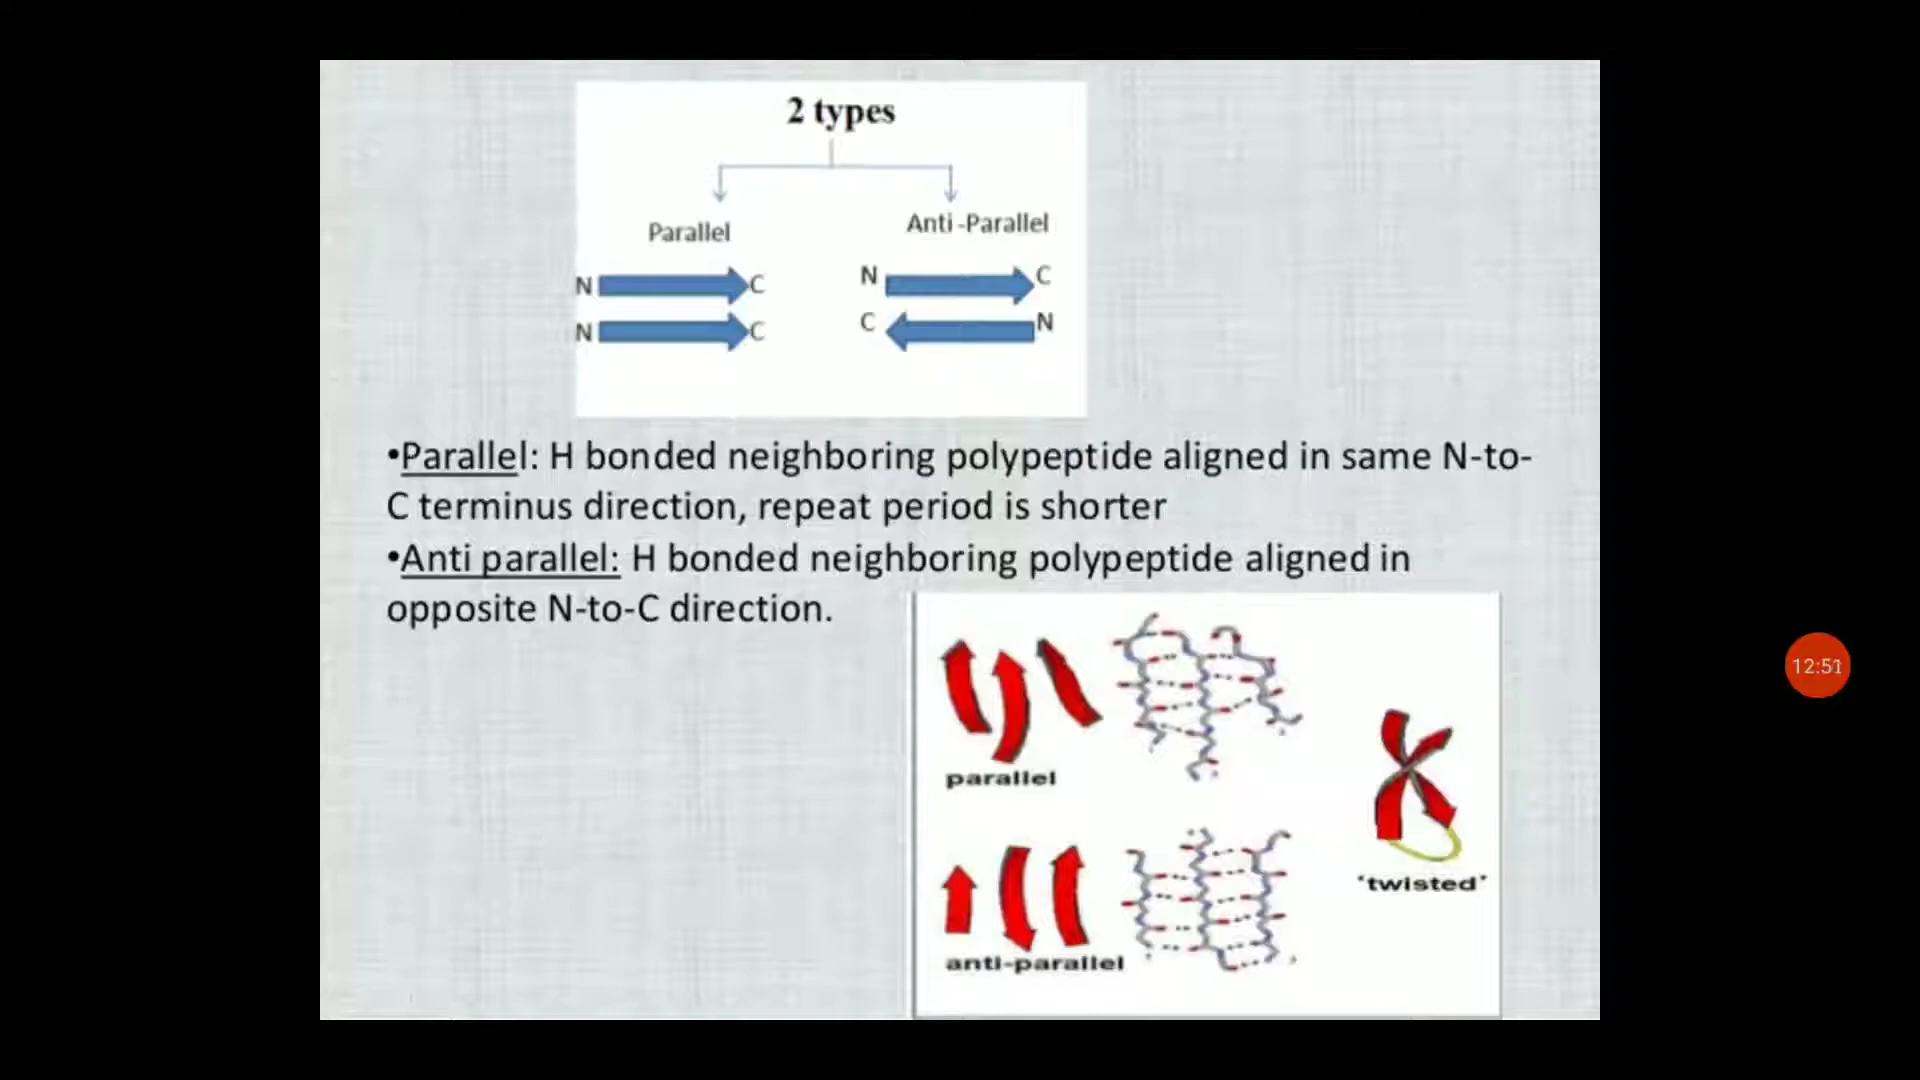 2 types
Parallel
Anti -Parallel
N C
N C
N C
C N
•Parallel: H bonded neighboring polypeptide aligned in same N-to-
C terminus direction, repeat period is shorter
•Anti parallel: H bonded neighboring polypeptide aligned in
opposite N-to-C direction.
parallel
anti-parallel
'twisted'
12:51